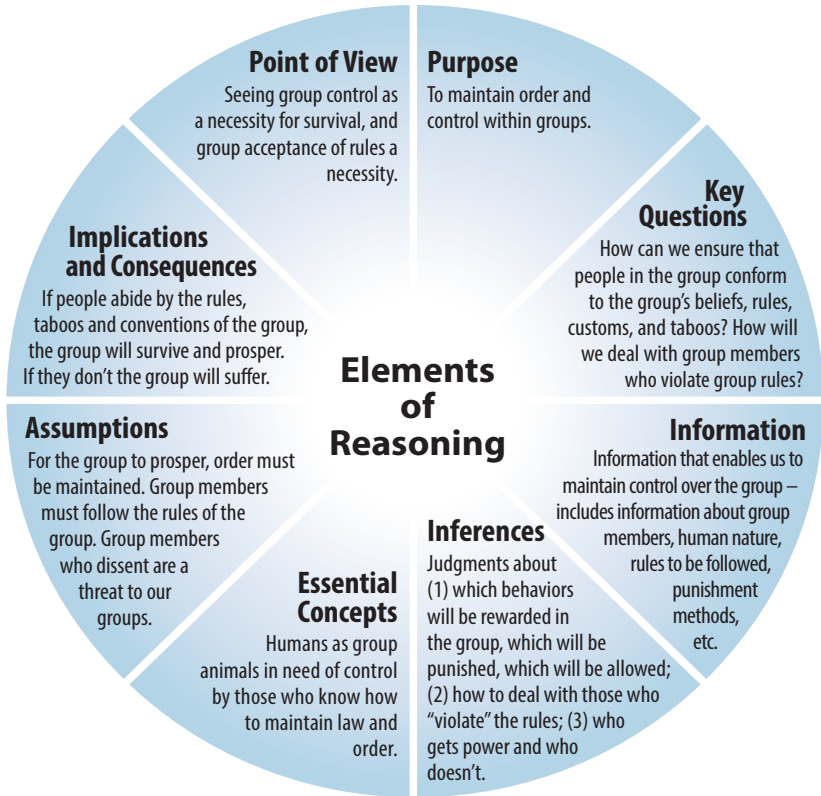 Point of View
Seeing group control as
a necessity for survival, and
group acceptance of rules a
necessity.
Purpose
To maintain order and
control within groups.
Key
Questions
How can we ensure that
people in the group conform
to the group's beliefs, rules,
customs, and taboos? How will
we deal with group members
who violate group rules?
Information
Information that enables us to
maintain control over the group –
includes information about group
members, human nature,
rules to be followed,
punishment
methods,
etc.
Inferences
Judgments about
(1) which behaviors
will be rewarded in
the group, which will be
punished, which will be allowed;
(2) how to deal with those who
“violate” the rules; (3) who
gets power and who
doesn't.
Essential
Concepts
Humans as group
animals in need of control
by those who know how
to maintain law and
order.
Assumptions
For the group to prosper, order must
be maintained. Group members
must follow the rules of the
group. Group members
who dissent are a
threat to our
groups.
Implications
and Consequences
If people abide by the rules,
taboos and conventions of the group,
the group will survive and prosper.
If they don't the group will suffer.
Elements
of
Reasoning